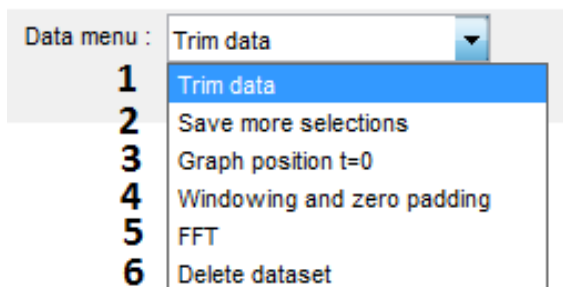 Data menu : Trim data
1 Trim data
2 Save more selections
3 Graph position t=0
4 Windowing and zero padding
5 FFT
6 Delete dataset